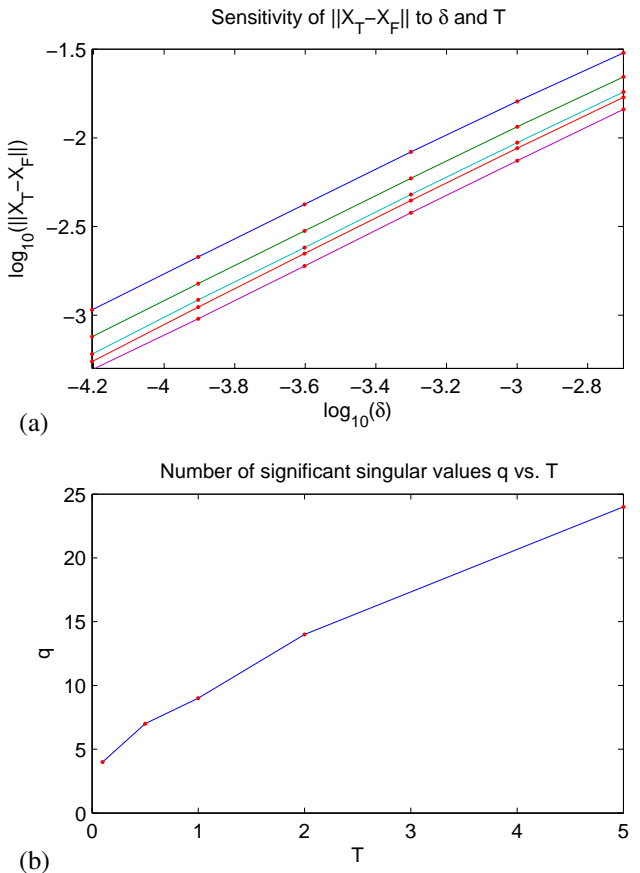 Sensitivity of ||X_T−X_F|| to δ and T
log₁₀(||X_T−X_F||)
−1.5
−2
−2.5
−3
−4.2 −4 −3.8 −3.6 −3.4 −3.2 −3 −2.8
log₁₀(δ)
(a)
Number of significant singular values q vs. T
q
25
20
15
10
5
0
0 1 2 3 4 5
T
(b)